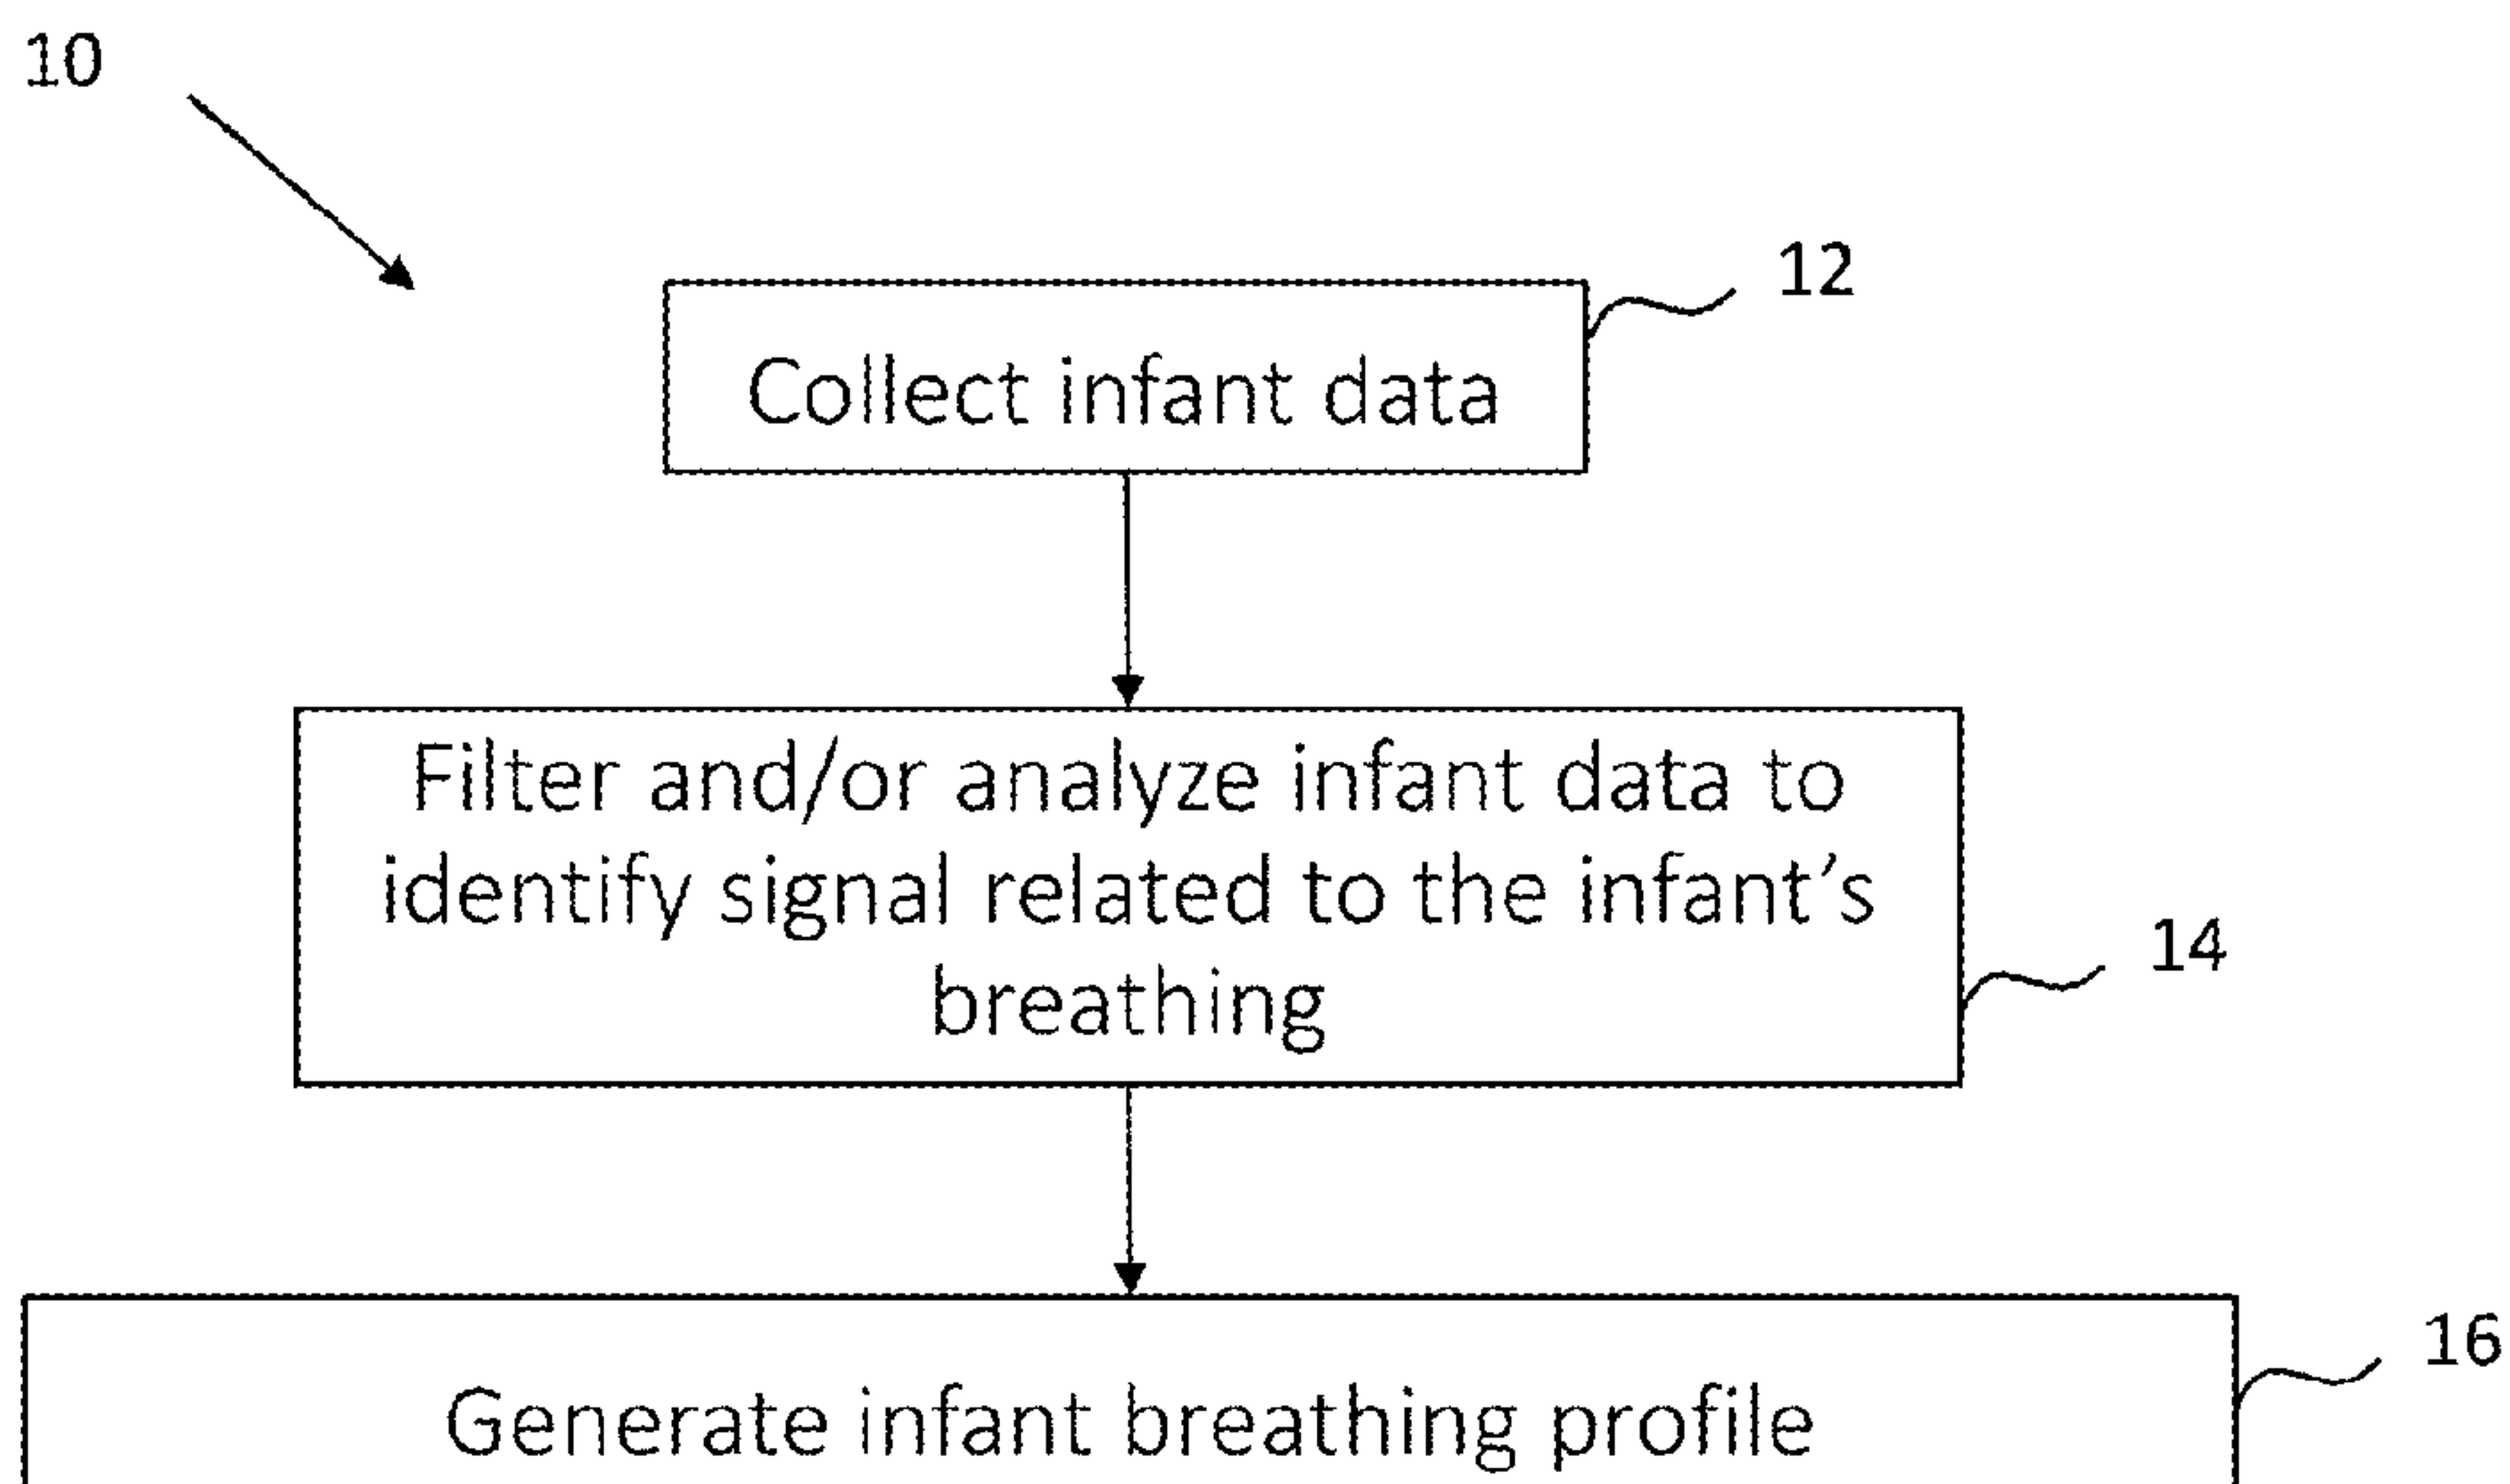 10
12
Collect infant data
Filter and/or analyze infant data to
identify signal related to the infant’s
breathing
14
16
Generate infant breathing profile